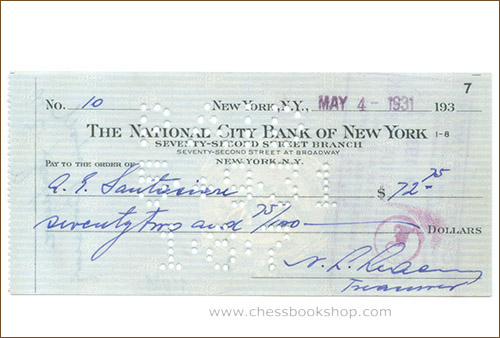 7
No. 10 New York, N.Y., MAY 4 - 1931 193
The National City Bank of New York 1-8
SEVENTY-SECOND STREET BRANCH
SEVENTY-SECOND STREET AT BROADWAY
NEW YORK, N.Y.
PAY TO THE ORDER OF
A. E. Santasiere $ 72.75
seventy two and 75/100 DOLLARS
N. L.
Treasurer
www.chessbookshop.com